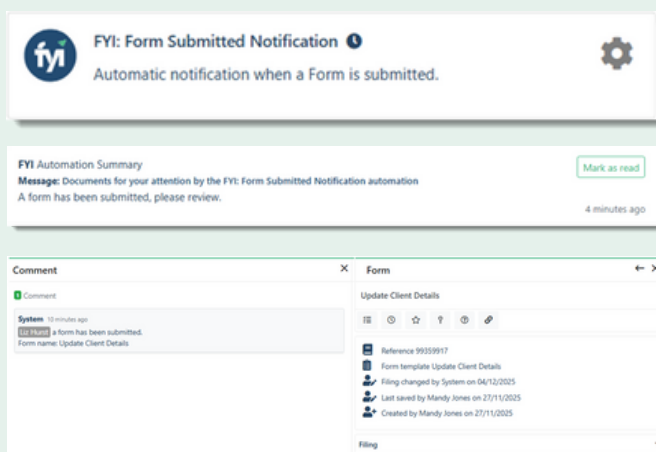 fyi
FYI: Form Submitted Notification
Automatic notification when a Form is submitted.
FYI Automation Summary
Mark as read
Message: Documents for your attention by the FYI: Form Submitted Notification automation
A form has been submitted, please review.
4 minutes ago
Comment
1 Comment
System 10 minutes ago
Liz Hurst a form has been submitted.
Form name: Update Client Details
Form
Update Client Details
Reference 99359917
Form template Update Client Details
Filing changed by System on 04/12/2025
Last saved by Mandy Jones on 27/11/2025
Created by Mandy Jones on 27/11/2025
Filing